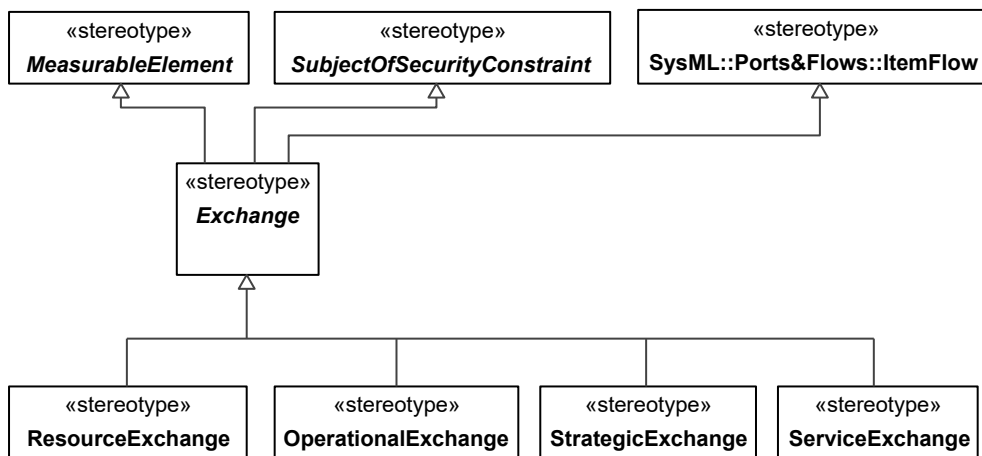 «stereotype»
MeasurableElement
«stereotype»
SubjectOfSecurityConstraint
«stereotype»
SysML::Ports&Flows::ItemFlow
«stereotype»
Exchange
«stereotype»
ResourceExchange
«stereotype»
OperationalExchange
«stereotype»
StrategicExchange
«stereotype»
ServiceExchange